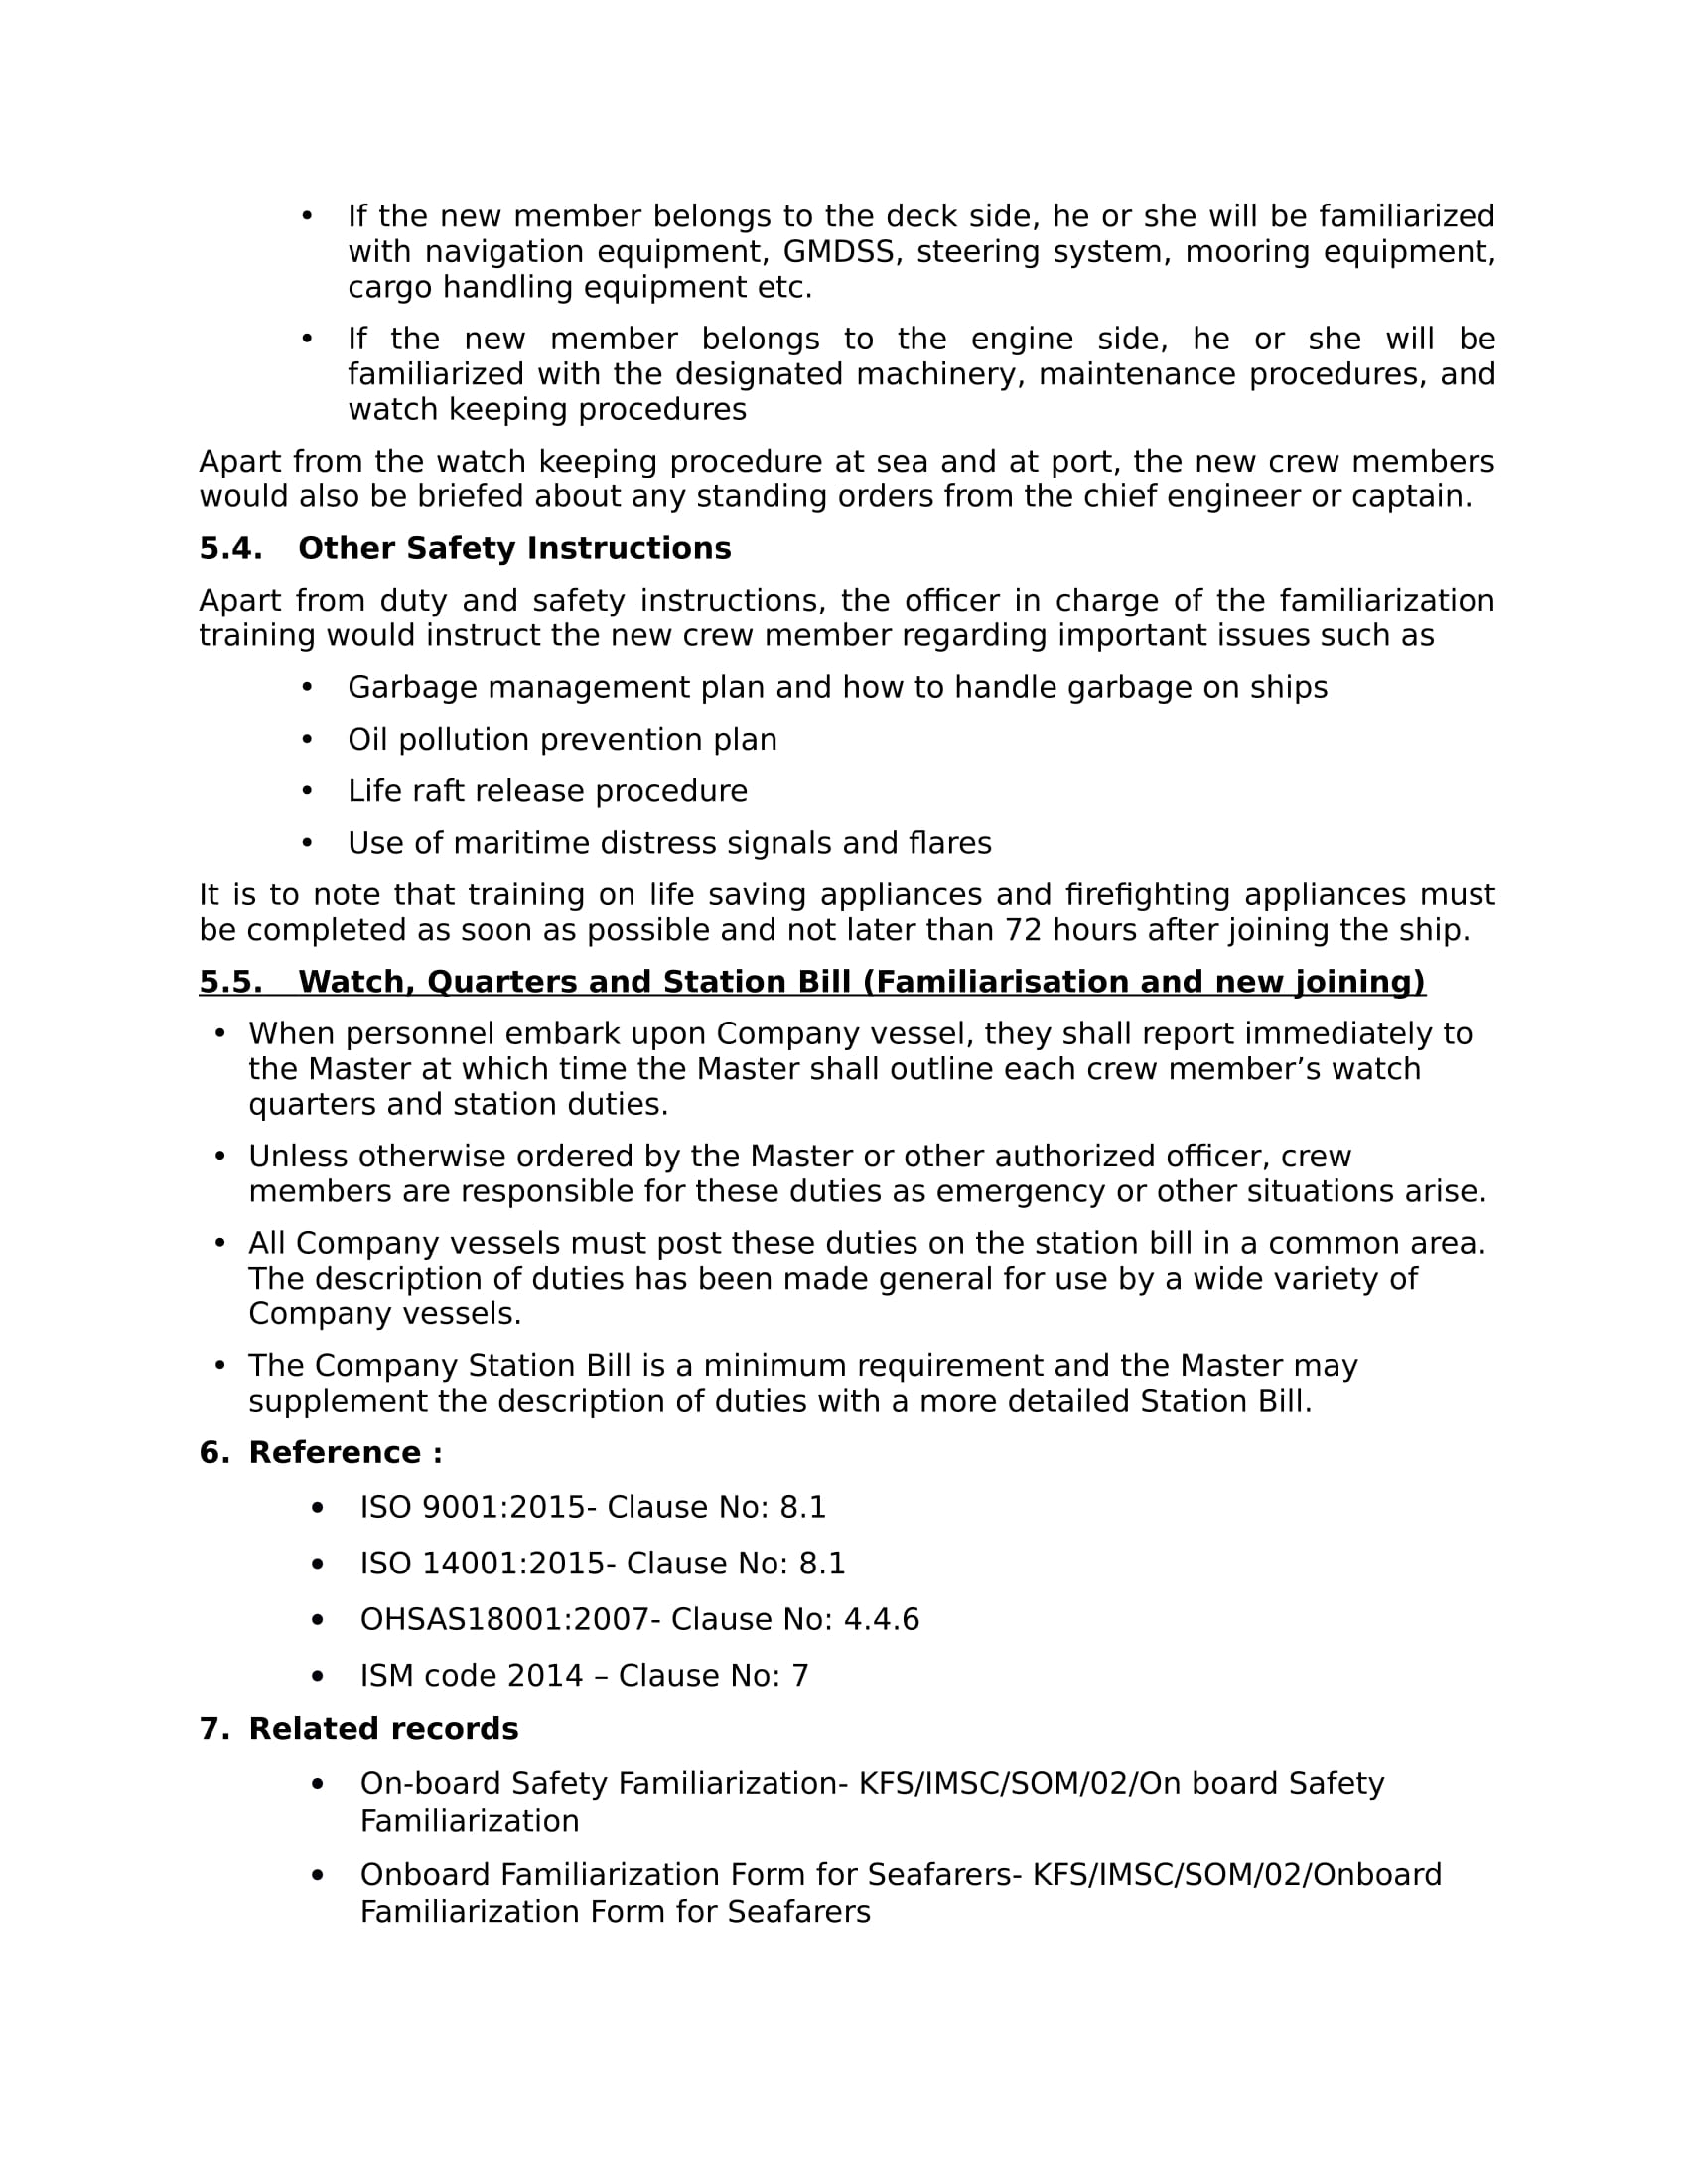 • If the new member belongs to the deck side, he or she will be familiarized
with navigation equipment, GMDSS, steering system, mooring equipment,
cargo handling equipment etc.
• If the new member belongs to the engine side, he or she will be
familiarized with the designated machinery, maintenance procedures, and
watch keeping procedures
Apart from the watch keeping procedure at sea and at port, the new crew members
would also be briefed about any standing orders from the chief engineer or captain.
5.4. Other Safety Instructions
Apart from duty and safety instructions, the officer in charge of the familiarization
training would instruct the new crew member regarding important issues such as
• Garbage management plan and how to handle garbage on ships
• Oil pollution prevention plan
• Life raft release procedure
• Use of maritime distress signals and flares
It is to note that training on life saving appliances and firefighting appliances must
be completed as soon as possible and not later than 72 hours after joining the ship.
5.5. Watch, Quarters and Station Bill (Familiarisation and new joining)
• When personnel embark upon Company vessel, they shall report immediately to
the Master at which time the Master shall outline each crew member’s watch
quarters and station duties.
• Unless otherwise ordered by the Master or other authorized officer, crew
members are responsible for these duties as emergency or other situations arise.
• All Company vessels must post these duties on the station bill in a common area.
The description of duties has been made general for use by a wide variety of
Company vessels.
• The Company Station Bill is a minimum requirement and the Master may
supplement the description of duties with a more detailed Station Bill.
6. Reference :
• ISO 9001:2015- Clause No: 8.1
• ISO 14001:2015- Clause No: 8.1
• OHSAS18001:2007- Clause No: 4.4.6
• ISM code 2014 – Clause No: 7
7. Related records
• On-board Safety Familiarization- KFS/IMSC/SOM/02/On board Safety
Familiarization
• Onboard Familiarization Form for Seafarers- KFS/IMSC/SOM/02/Onboard
Familiarization Form for Seafarers